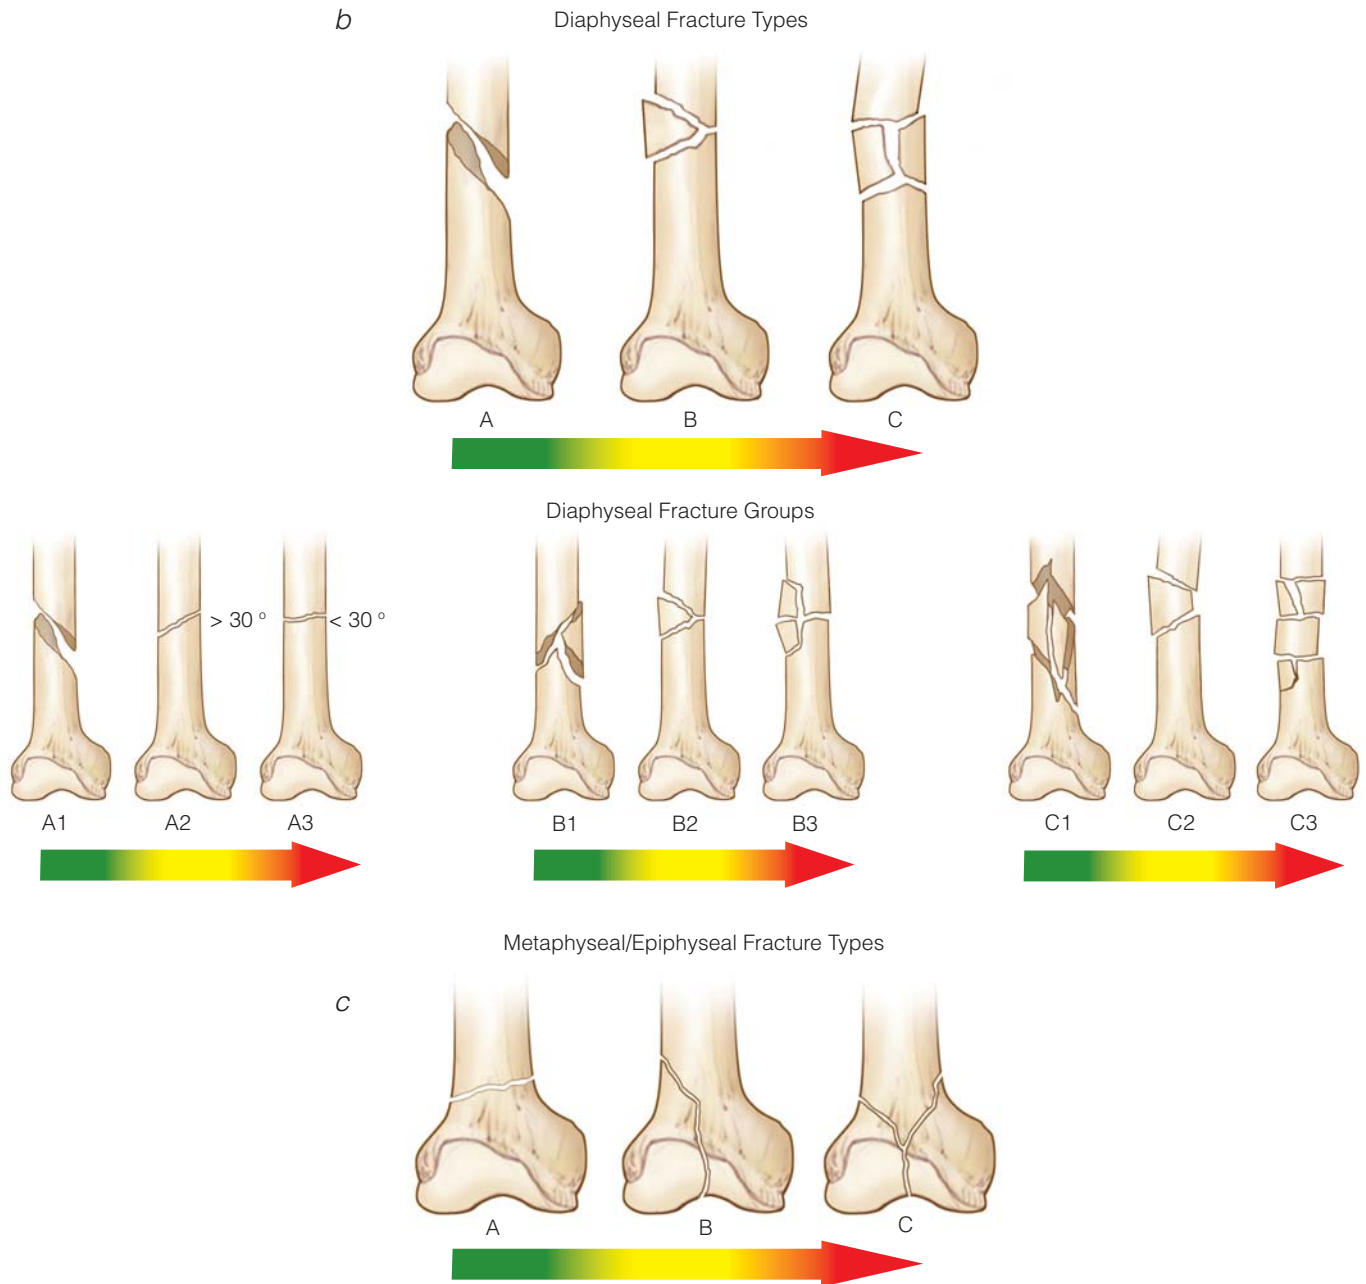 b
Diaphyseal Fracture Types
A B C
Diaphyseal Fracture Groups
> 30 º < 30 º
A1 A2 A3 B1 B2 B3 C1 C2 C3
Metaphyseal/Epiphyseal Fracture Types
c
A B C